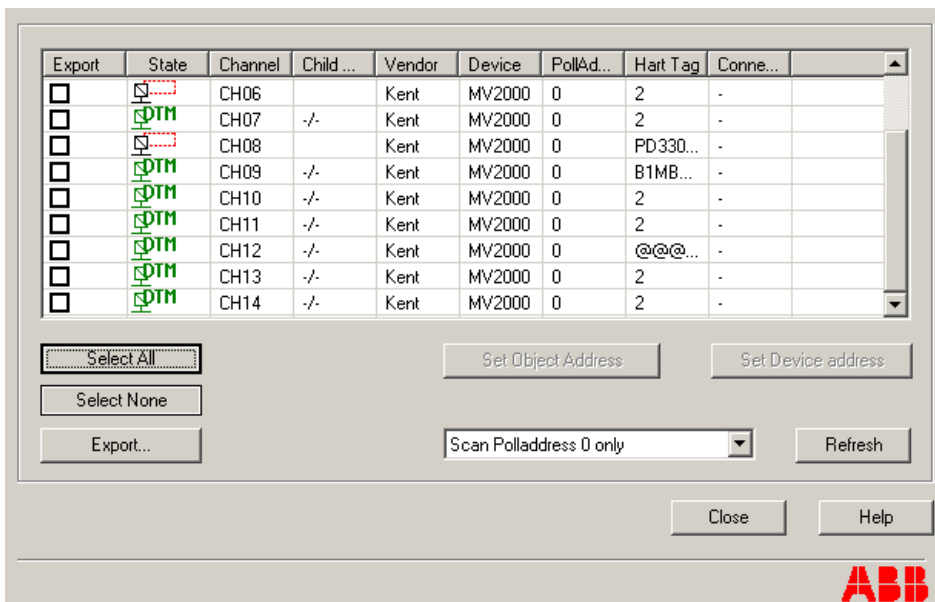 Export State Channel Child ... Vendor Device PollAd... Hart Tag Conne...
CH06 Kent MV2000 0 2 -
DTM CH07 -/- Kent MV2000 0 2 -
CH08 Kent MV2000 0 PD330... -
DTM CH09 -/- Kent MV2000 0 B1MB... -
DTM CH10 -/- Kent MV2000 0 2 -
DTM CH11 -/- Kent MV2000 0 2 -
DTM CH12 -/- Kent MV2000 0 @@@... -
DTM CH13 -/- Kent MV2000 0 2 -
DTM CH14 -/- Kent MV2000 0 2 -
Select All Set Object Address Set Device address
Select None
Export... Scan Polladdress 0 only Refresh
Close Help
ABB